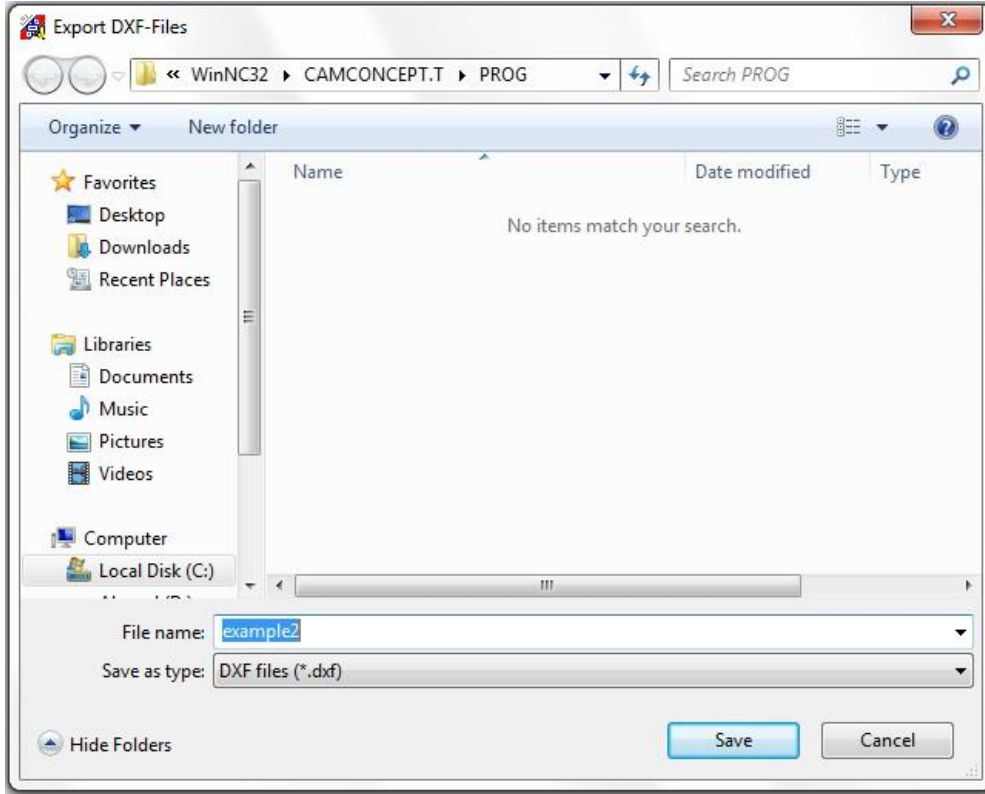 Export DXF-Files
« WinNC32 ▸ CAMCONCEPT.T ▸ PROG
Search PROG
Organize
New folder
Name
Date modified
Type
No items match your search.
Favorites
Desktop
Downloads
Recent Places
Libraries
Documents
Music
Pictures
Videos
Computer
Local Disk (C:)
File name: example2
Save as type: DXF files (*.dxf)
Hide Folders
Save
Cancel